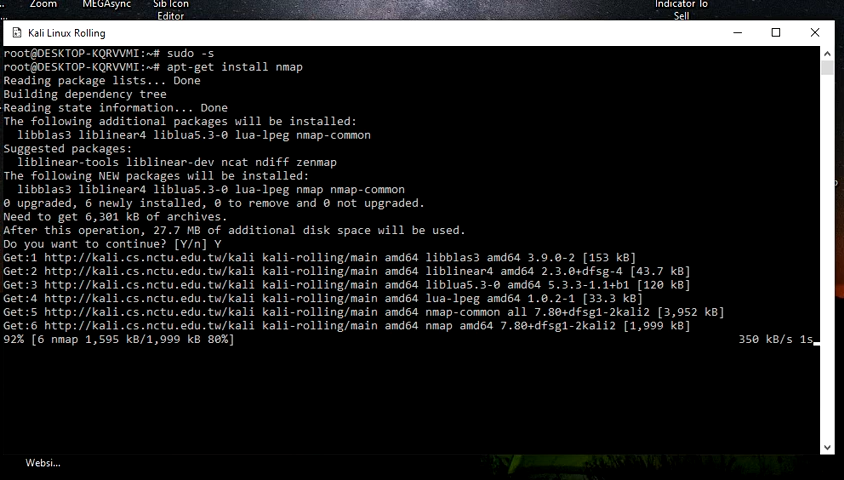 Zoom
MEGAsync
Sib Icon
Editor
Indicator Io
Sell
Kali Linux Rolling
root@DESKTOP-KQRVVMI:~# sudo -s
root@DESKTOP-KQRVVMI:~# apt-get install nmap
Reading package lists... Done
Building dependency tree
Reading state information... Done
The following additional packages will be installed:
  libblas3 liblinear4 liblua5.3-0 lua-lpeg nmap-common
Suggested packages:
  liblinear-tools liblinear-dev ncat ndiff zenmap
The following NEW packages will be installed:
  libblas3 liblinear4 liblua5.3-0 lua-lpeg nmap nmap-common
0 upgraded, 6 newly installed, 0 to remove and 0 not upgraded.
Need to get 6,301 kB of archives.
After this operation, 27.7 MB of additional disk space will be used.
Do you want to continue? [Y/n] Y
Get:1 http://kali.cs.nctu.edu.tw/kali kali-rolling/main amd64 libblas3 amd64 3.9.0-2 [153 kB]
Get:2 http://kali.cs.nctu.edu.tw/kali kali-rolling/main amd64 liblinear4 amd64 2.3.0+dfsg-4 [43.7 kB]
Get:3 http://kali.cs.nctu.edu.tw/kali kali-rolling/main amd64 liblua5.3-0 amd64 5.3.3-1.1+b1 [120 kB]
Get:4 http://kali.cs.nctu.edu.tw/kali kali-rolling/main amd64 lua-lpeg amd64 1.0.2-1 [33.3 kB]
Get:5 http://kali.cs.nctu.edu.tw/kali kali-rolling/main amd64 nmap-common all 7.80+dfsg1-2kali2 [3,952 kB]
Get:6 http://kali.cs.nctu.edu.tw/kali kali-rolling/main amd64 nmap amd64 7.80+dfsg1-2kali2 [1,999 kB]
92% [6 nmap 1,595 kB/1,999 kB 80%] 350 kB/s 1s
Websi...